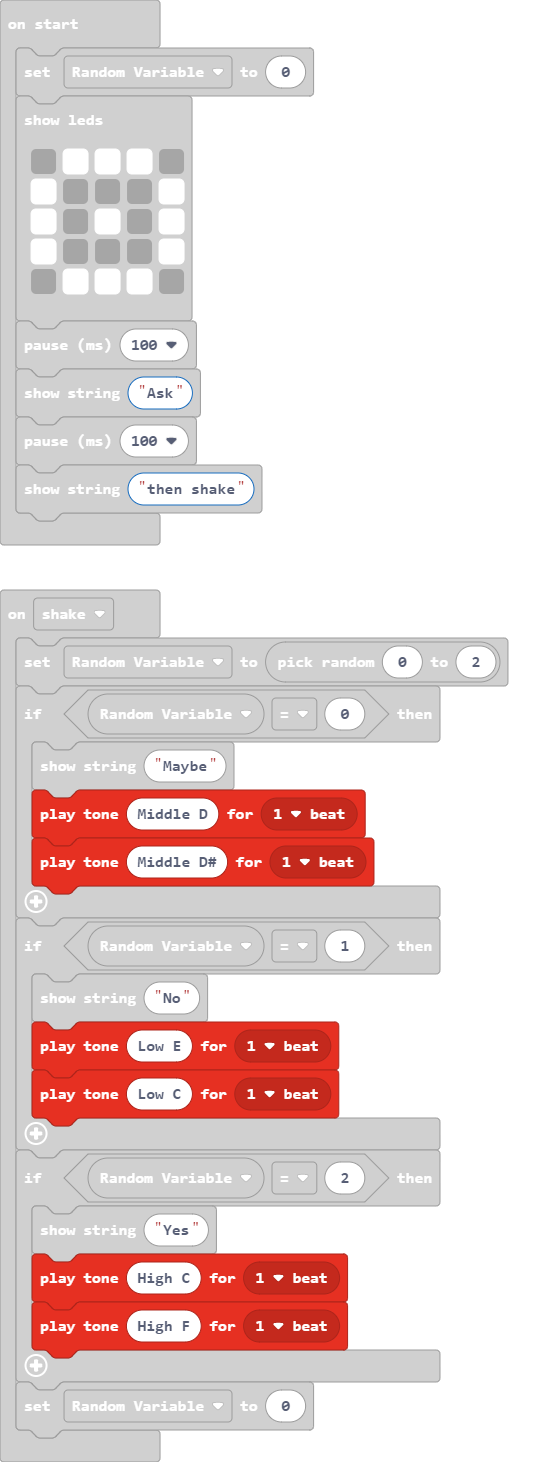 on start
set Random Variable to 0
show leds
pause (ms) 100
show string "Ask"
pause (ms) 100
show string "then shake"
on shake
set Random Variable to pick random 0 to 2
if Random Variable = 0 then
show string "Maybe"
play tone Middle D for 1 beat
play tone Middle D# for 1 beat
if Random Variable = 1 then
show string "No"
play tone Low E for 1 beat
play tone Low C for 1 beat
if Random Variable = 2 then
show string "Yes"
play tone High C for 1 beat
play tone High F for 1 beat
set Random Variable to 0